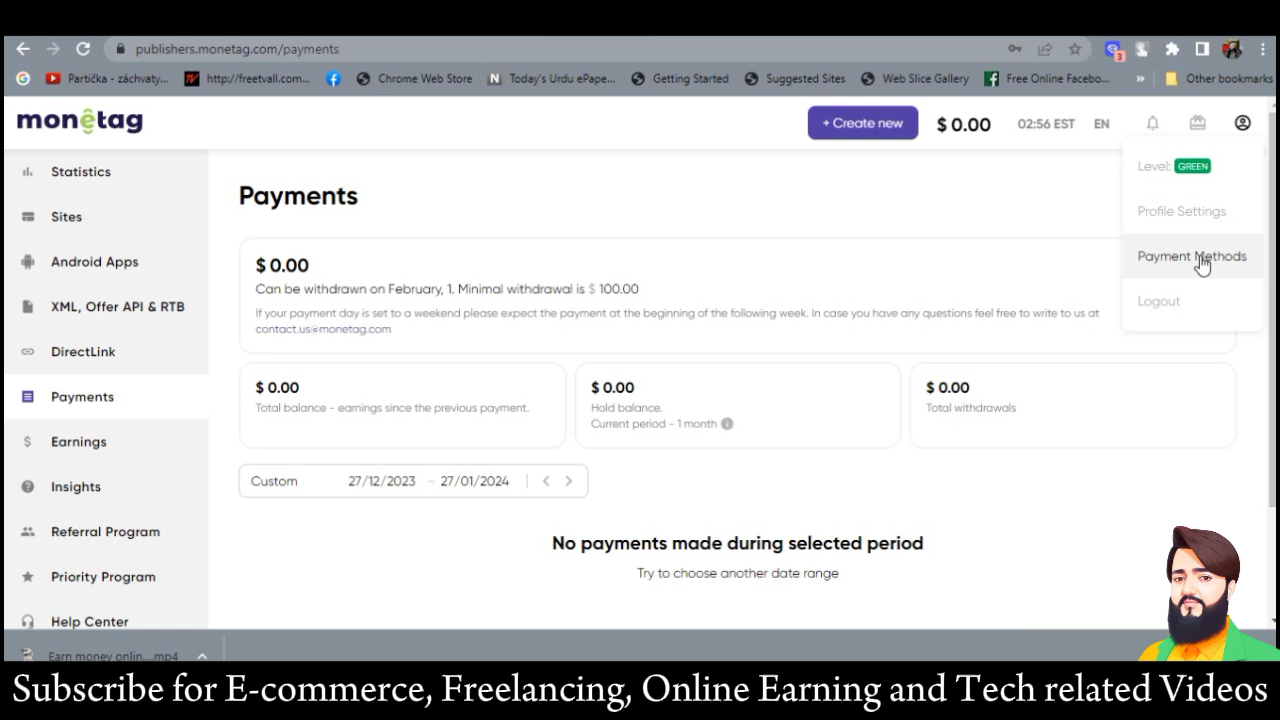 publishers.monetag.com/payments
3
Partička - záchvaty...
http://freetvall.com...
Chrome Web Store
Today's Urdu ePape...
Getting Started
Suggested Sites
Web Slice Gallery
Free Online Facebo...
»
Other bookmarks
monetag
+ Create new
$ 0.00
02:56 EST
EN
Level: GREEN
Profile Settings
Payment Methods
Logout
Statistics
Sites
Android Apps
XML, Offer API & RTB
DirectLink
Payments
Earnings
Insights
Referral Program
Priority Program
Help Center
Payments
$ 0.00
Can be withdrawn on February, 1. Minimal withdrawal is $ 100.00
If your payment day is set to a weekend please expect the payment at the beginning of the following week. In case you have any questions feel free to write to us at
contact.us@monetag.com
$ 0.00
Total balance - earnings since the previous payment.
$ 0.00
Hold balance.
Current period - 1 month
$ 0.00
Total withdrawals
Custom 27/12/2023 – 27/01/2024
No payments made during selected period
Try to choose another date range
Earn money onlin....mp4
Subscribe for E-commerce, Freelancing, Online Earning and Tech related Videos